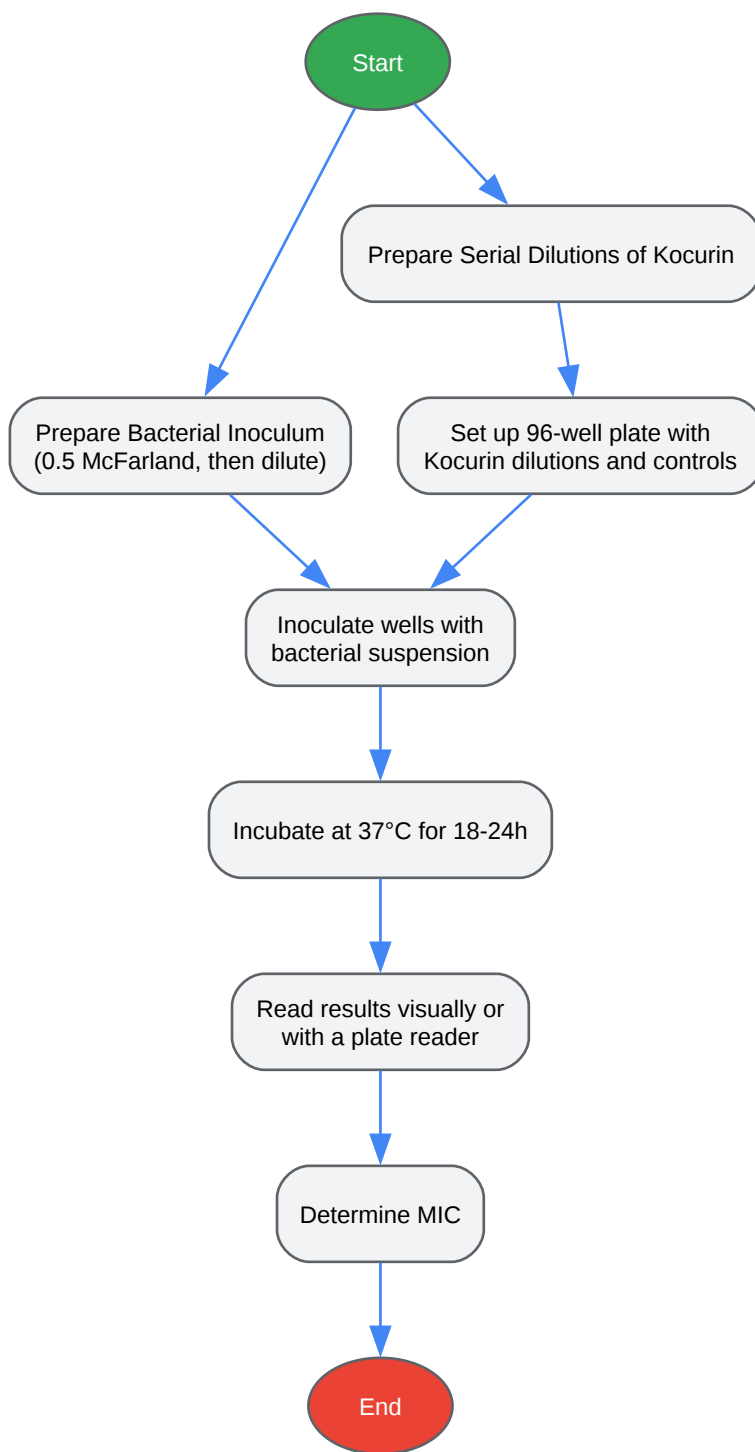 Start
Prepare Serial Dilutions of Kocurin
Prepare Bacterial Inoculum
(0.5 McFarland, then dilute)
Set up 96-well plate with
Kocurin dilutions and controls
Inoculate wells with
bacterial suspension
Incubate at 37°C for 18-24h
Read results visually or
with a plate reader
Determine MIC
End